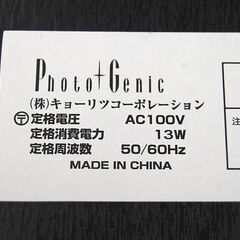 Photo+Genic
(株)キョーリツコーポレーション
〒定格電圧 AC100V
定格消費電力 13W
定格周波数 50/60Hz
MADE IN CHINA
注